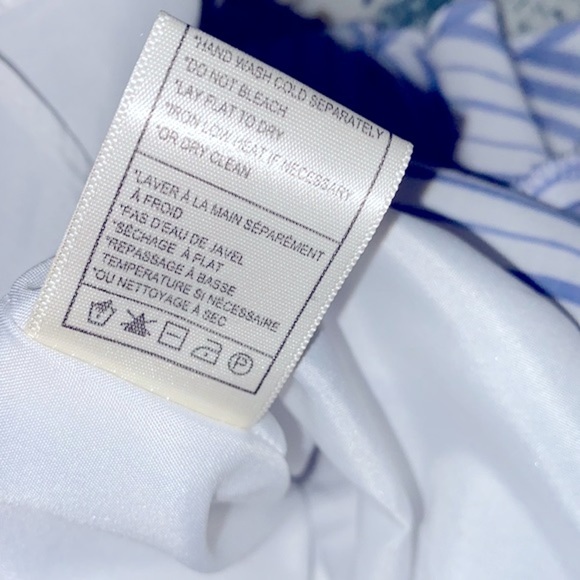 *HAND WASH COLD SEPARATELY
*DO NOT BLEACH
*LAY FLAT TO DRY
*IRON LOW HEAT IF NECESSARY
*OR DRY CLEAN
*LAVER À LA MAIN SÉPARÉMENT
À FROID
*PAS D'EAU DE JAVEL
*SÉCHAGE À PLAT
*REPASSAGE À BASSE
TEMPERATURE SI NÉCESSAIRE
*OU NETTOYAGE À SEC
P